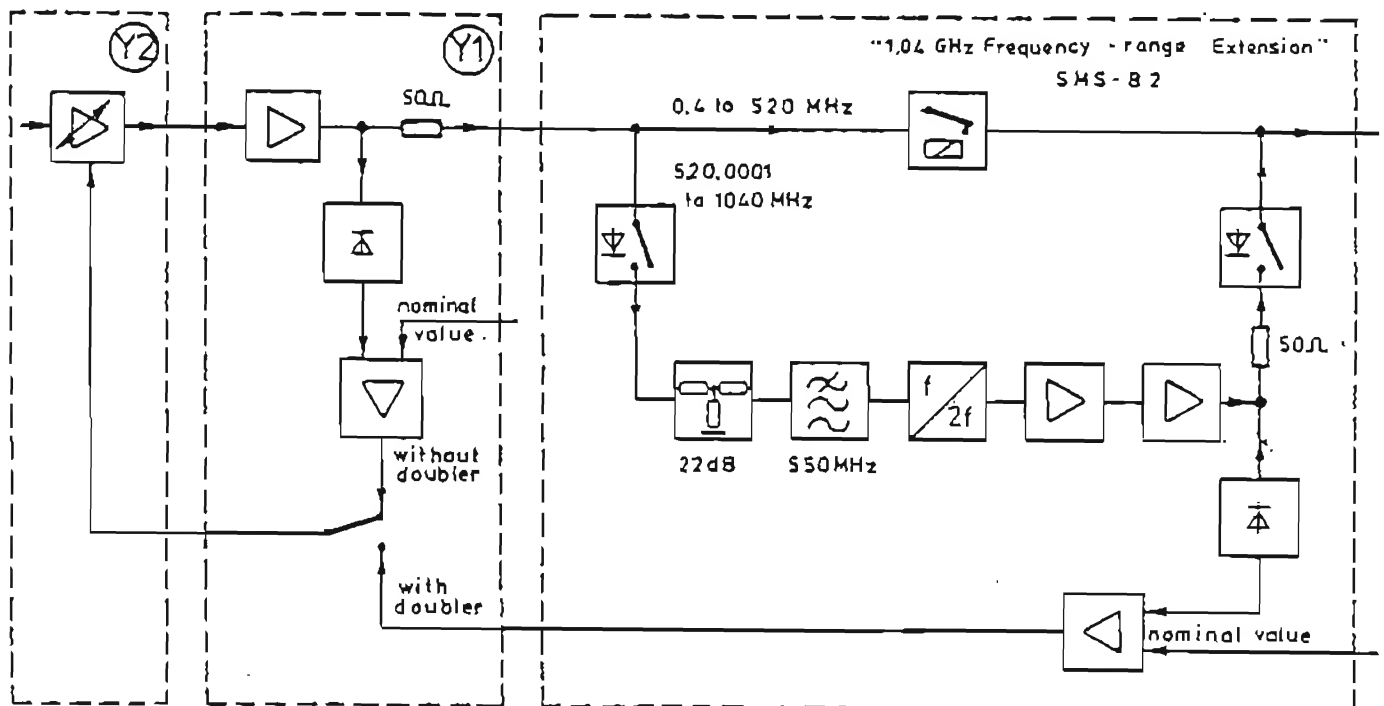 Y2
Y1
"1,04 GHz Frequency - range Extension"
SMS-B2
50Ω
0.4 to 520 MHz
520.0001
to 1040 MHz
nominal
value.
50Ω
f
2f
22dB
550MHz
without
doubler
with
doubler
nominal value